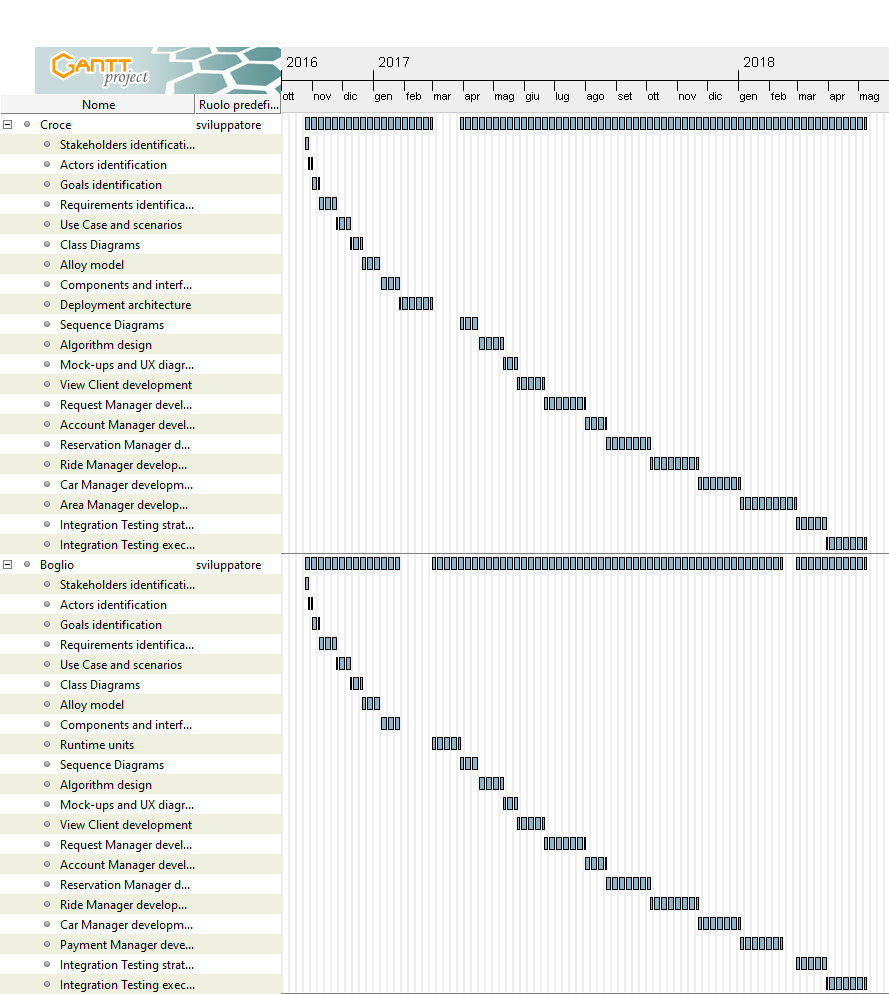 GANTT
project
2016 2017 2018
Nome Ruolo predefi... ott nov dic gen feb mar apr mag giu lug ago set ott nov dic gen feb mar apr mag
Croce sviluppatore
Stakeholders identificati...
Actors identification
Goals identification
Requirements identifica...
Use Case and scenarios
Class Diagrams
Alloy model
Components and interf...
Deployment architecture
Sequence Diagrams
Algorithm design
Mock-ups and UX diagr...
View Client development
Request Manager devel...
Account Manager devel...
Reservation Manager d...
Ride Manager develop...
Car Manager developm...
Area Manager develop...
Integration Testing strat...
Integration Testing exec...
Boglio sviluppatore
Stakeholders identificati...
Actors identification
Goals identification
Requirements identifica...
Use Case and scenarios
Class Diagrams
Alloy model
Components and interf...
Runtime units
Sequence Diagrams
Algorithm design
Mock-ups and UX diagr...
View Client development
Request Manager devel...
Account Manager devel...
Reservation Manager d...
Ride Manager develop...
Car Manager developm...
Payment Manager deve...
Integration Testing strat...
Integration Testing exec...